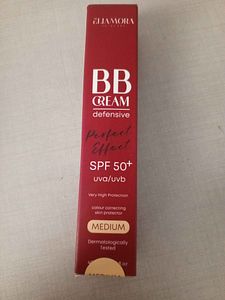 ELIAMORA
BB
CREAM
defensive
Perfect
Effect
SPF 50+
uva/uvb
Very High Protection
colour correcting
skin protector
MEDIUM
Dermatologically
Tested